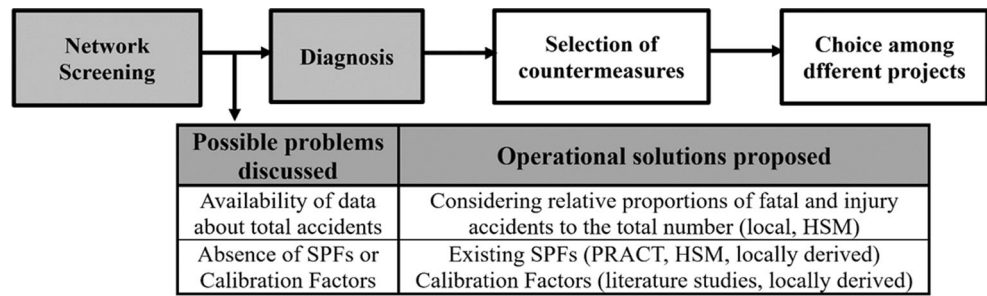 Network
Screening
Diagnosis
Selection of
countermeasures
Choice among
dfferent projects
Possible problems
discussed
Operational solutions proposed
Availability of data
about total accidents
Considering relative proportions of fatal and injury
accidents to the total number (local, HSM)
Absence of SPFs or
Calibration Factors
Existing SPFs (PRACT, HSM, locally derived)
Calibration Factors (literature studies, locally derived)